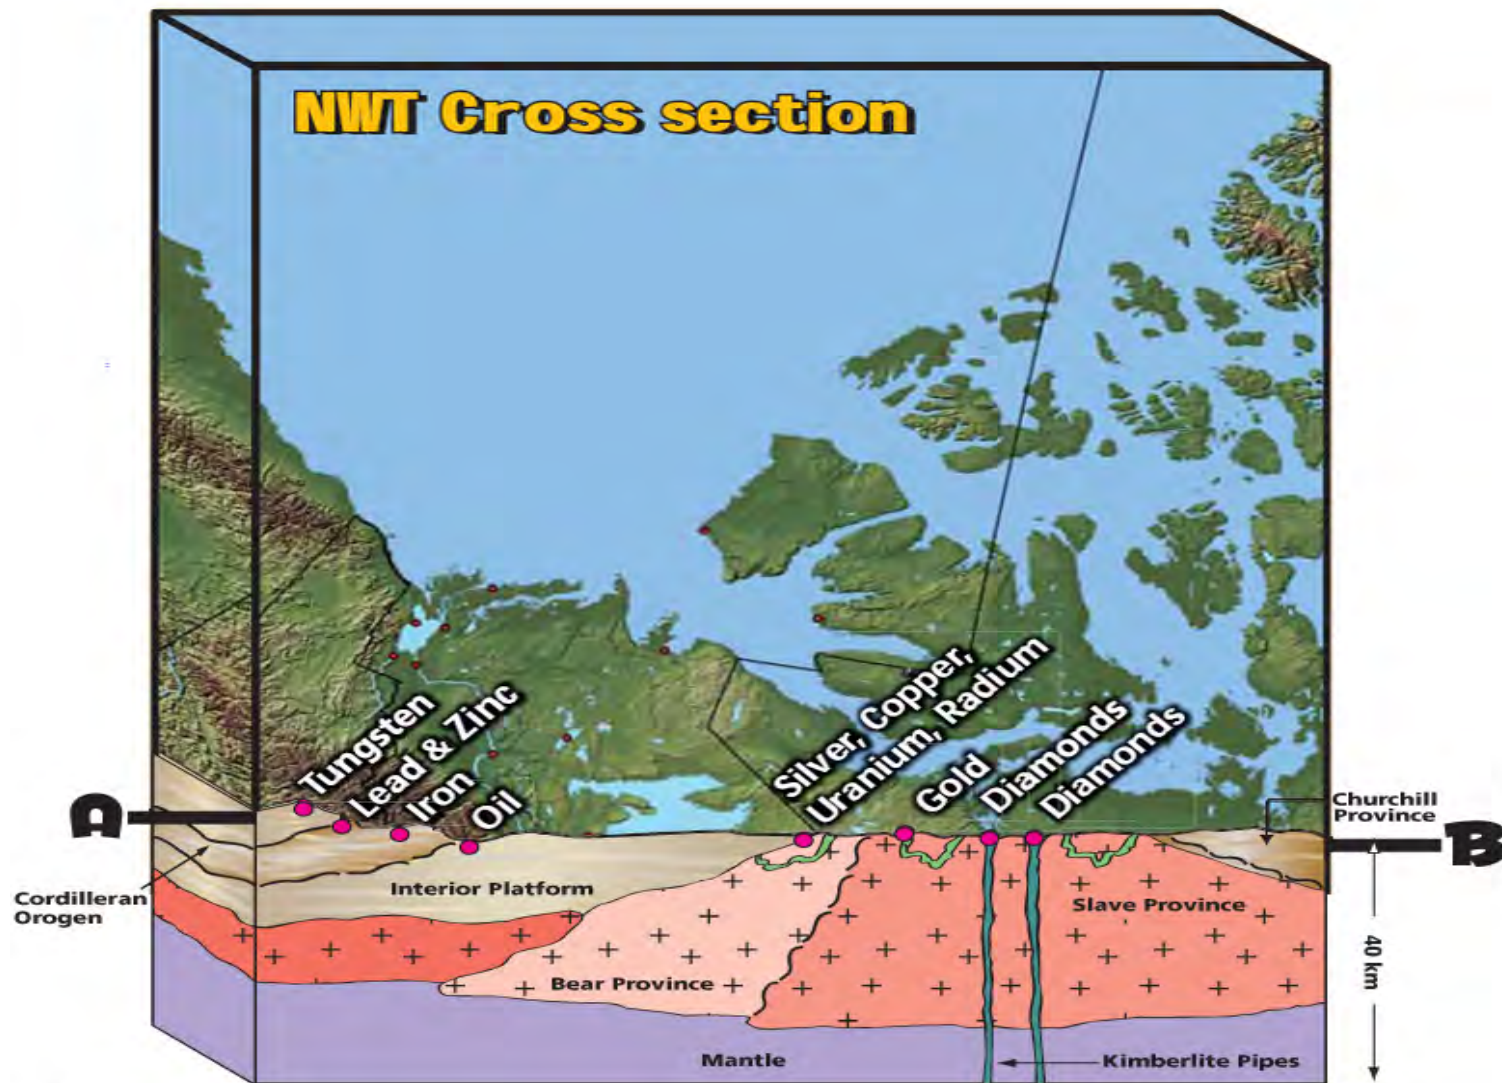 NWT Cross section
Tungsten
Lead & Zinc
Iron
Oil
Silver, Copper,
Uranium, Radium
Gold
Diamonds
Diamonds
A
B
Churchill
Province
Cordilleran
Orogen
Interior Platform
Slave Province
Bear Province
40 km
Mantle
Kimberlite Pipes